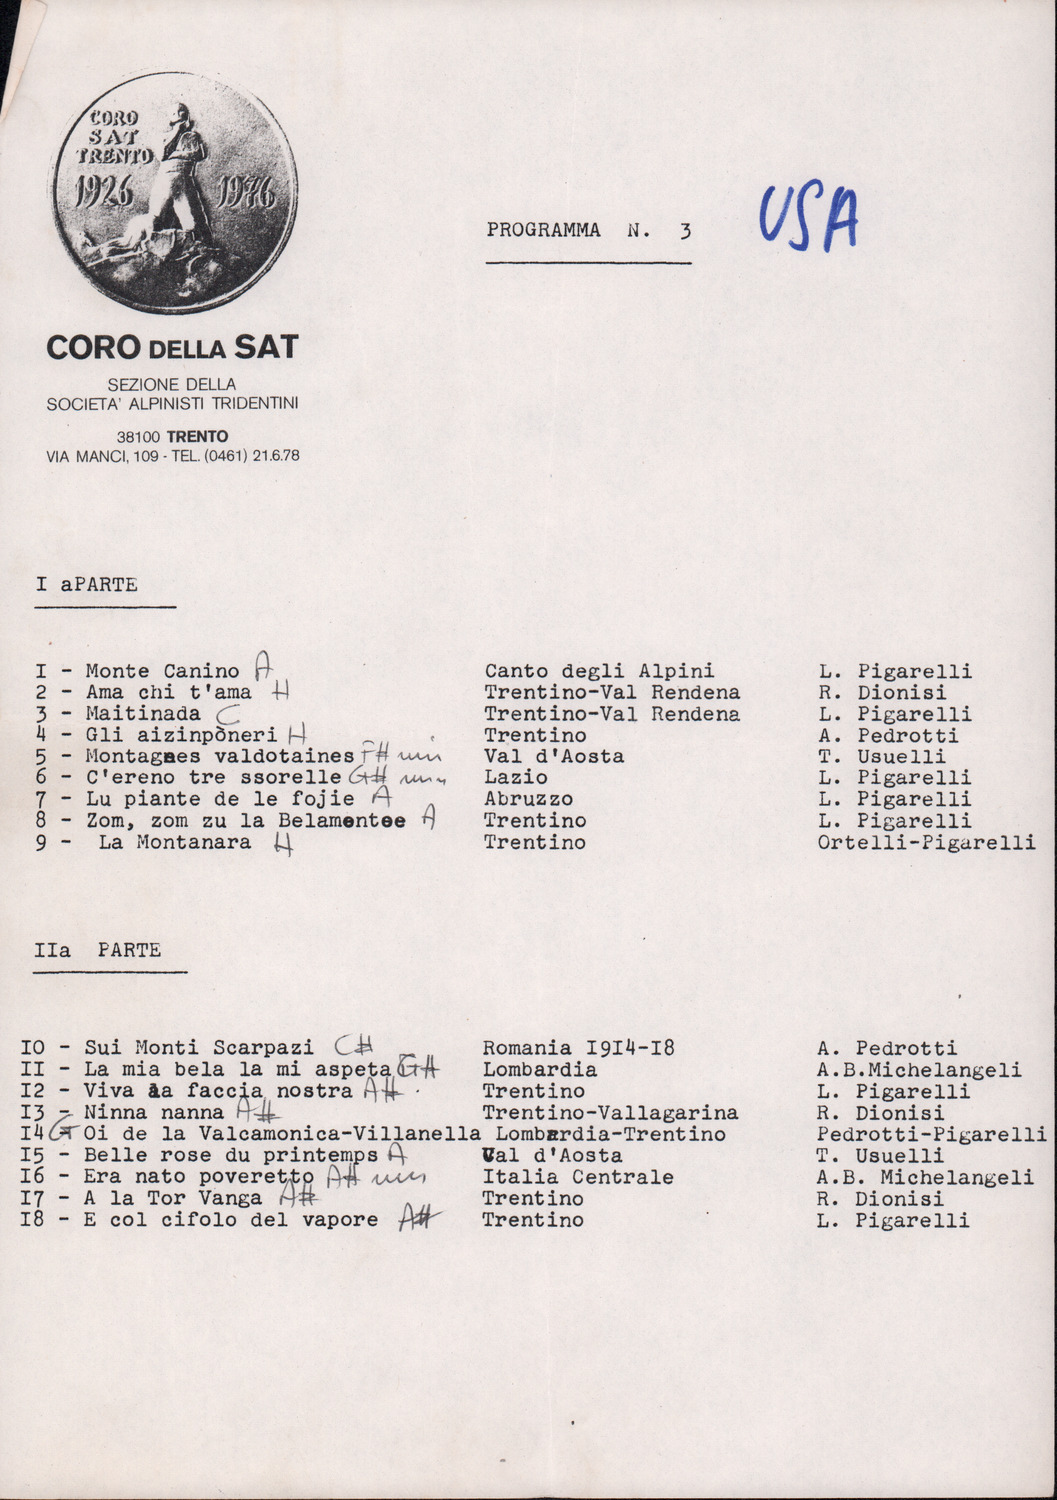 CORO
SAT
TRENTO
1926 1976
PROGRAMMA N. 3 USA
CORO DELLA SAT
SEZIONE DELLA
SOCIETA' ALPINISTI TRIDENTINI
38100 TRENTO
VIA MANCI, 109 - TEL. (0461) 21.6.78
I aPARTE
I - Monte Canino A Canto degli Alpini L. Pigarelli
2 - Ama chi t'ama H Trentino-Val Rendena R. Dionisi
3 - Maitinada C Trentino-Val Rendena L. Pigarelli
4 - Gli aizinpòneri H Trentino A. Pedrotti
5 - Montagnes valdotaines F# min Val d'Aosta T. Usuelli
6 - C'ereno tre ssorelle G# min Lazio L. Pigarelli
7 - Lu piante de le fojie A Abruzzo L. Pigarelli
8 - Zom, zom zu la Belamentee A Trentino L. Pigarelli
9 - La Montanara H Trentino Ortelli-Pigarelli
IIa PARTE
IO - Sui Monti Scarpazi C# Romania I9I4-I8 A. Pedrotti
II - La mia bela la mi aspeta G# Lombardia A.B.Michelangeli
I2 - Viva la faccia nostra A# Trentino L. Pigarelli
I3 - Ninna nanna A# Trentino-Vallagarina R. Dionisi
I4 G Oi de la Valcamonica-Villanella Lombardia-Trentino Pedrotti-Pigarelli
I5 - Belle rose du printemps A Val d'Aosta T. Usuelli
I6 - Era nato poveretto A# min Italia Centrale A.B. Michelangeli
I7 - A la Tor Vanga A# Trentino R. Dionisi
I8 - E col cifolo del vapore A# Trentino L. Pigarelli